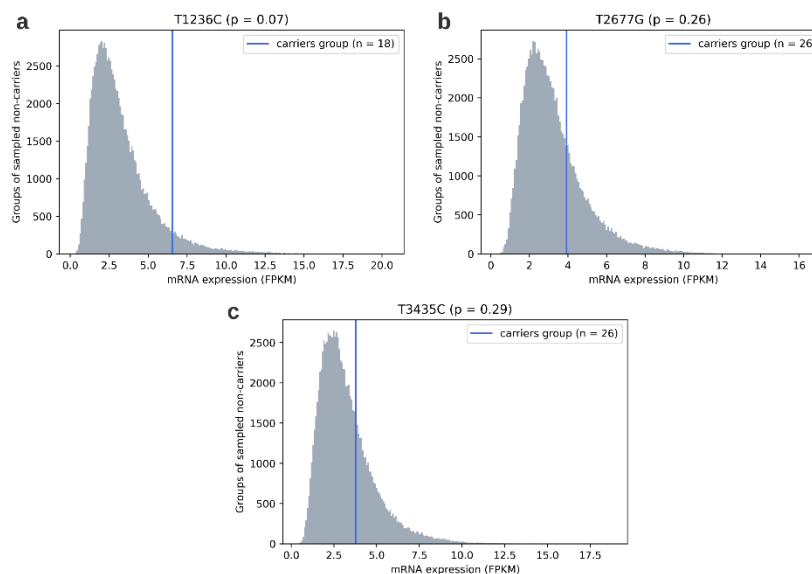 a
T1236C (p = 0.07)
carriers group (n = 18)
Groups of sampled non-carriers
2500
2000
1500
1000
500
0
0.0 2.5 5.0 7.5 10.0 12.5 15.0 17.5 20.0
mRNA expression (FPKM)
b
T2677G (p = 0.26)
carriers group (n = 26
Groups of sampled non-carriers
2500
2000
1500
1000
500
0
0 2 4 6 8 10 12 14 16
mRNA expression (FPKM)
c
T3435C (p = 0.29)
carriers group (n = 26)
Groups of sampled non-carriers
2500
2000
1500
1000
500
0
0.0 2.5 5.0 7.5 10.0 12.5 15.0 17.5
mRNA expression (FPKM)